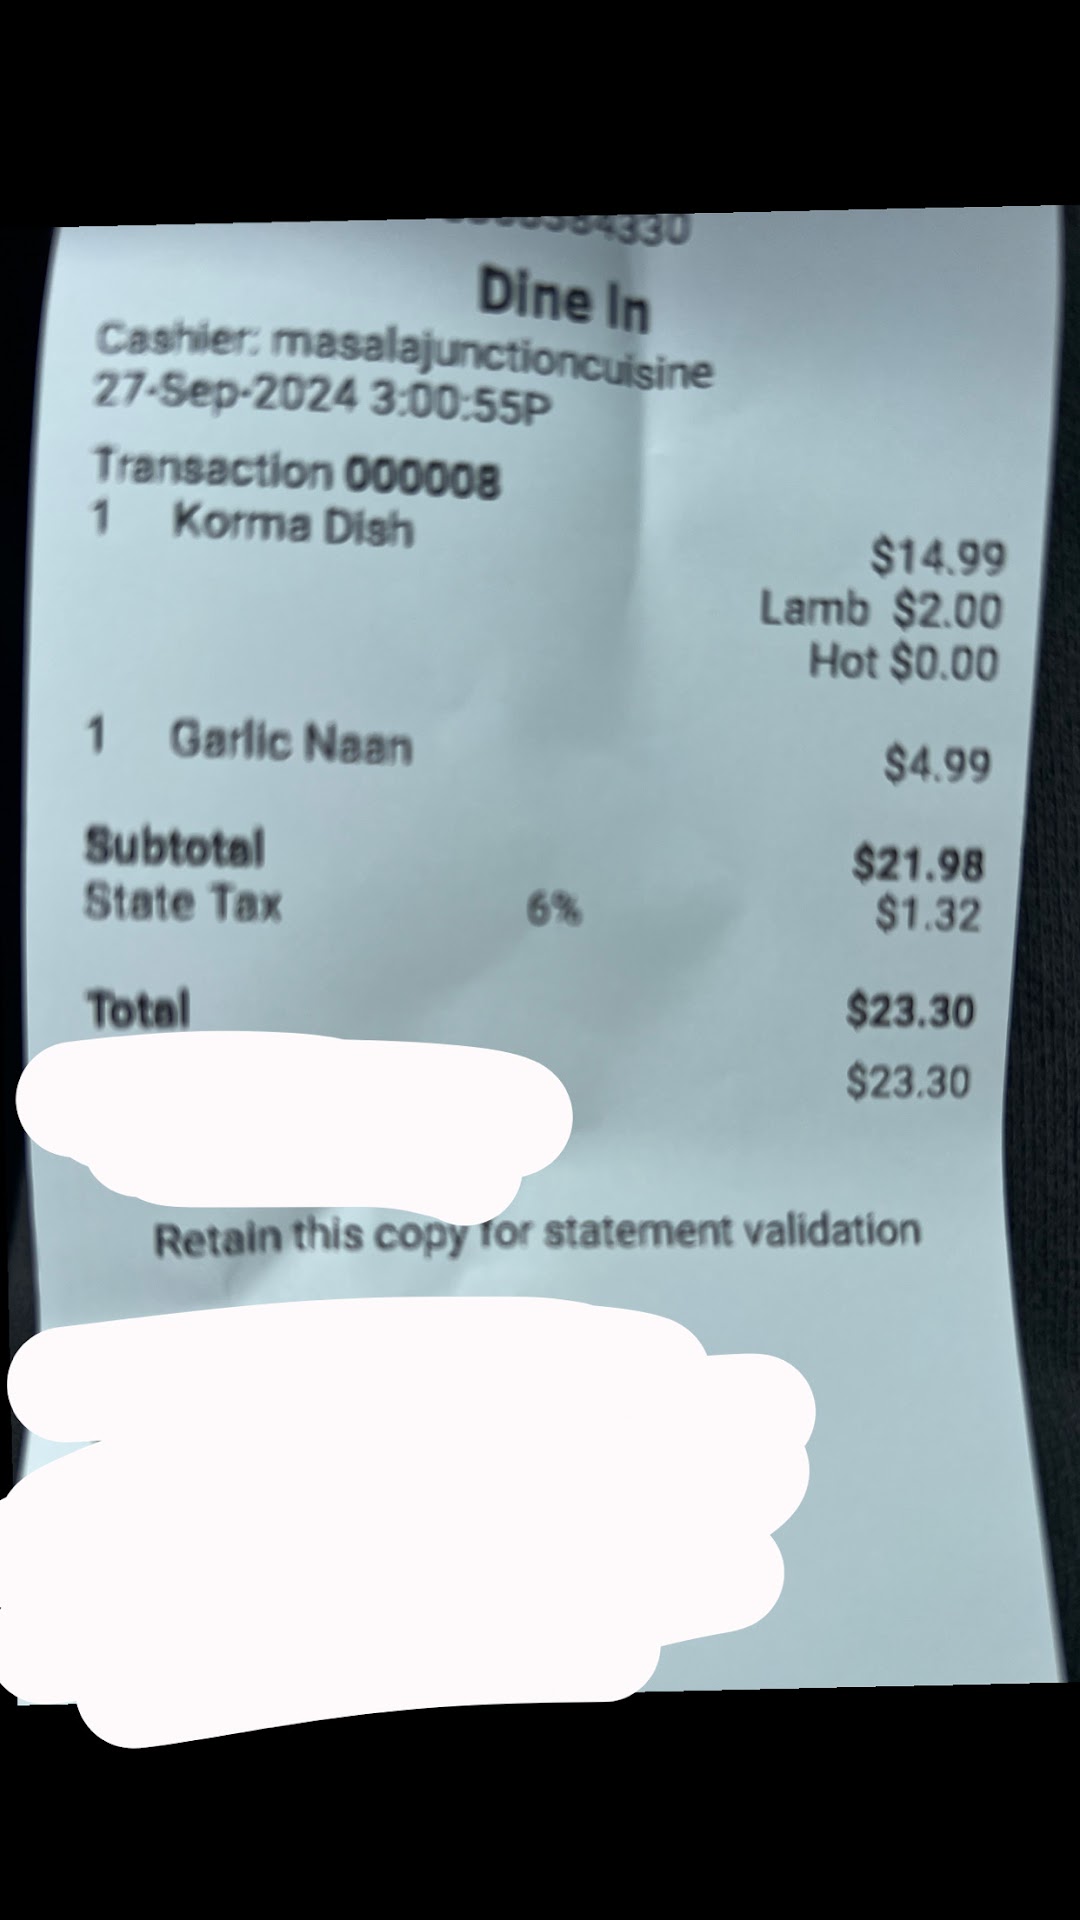 384330
Dine In
Cashier: masalajunctioncuisine
27-Sep-2024 3:00:55P
Transaction 000008
1 Korma Dish
$14.99
Lamb $2.00
Hot $0.00
1 Garlic Naan $4.99
Subtotal $21.98
State Tax 6% $1.32
Total $23.30
$23.30
Retain this copy for statement validation